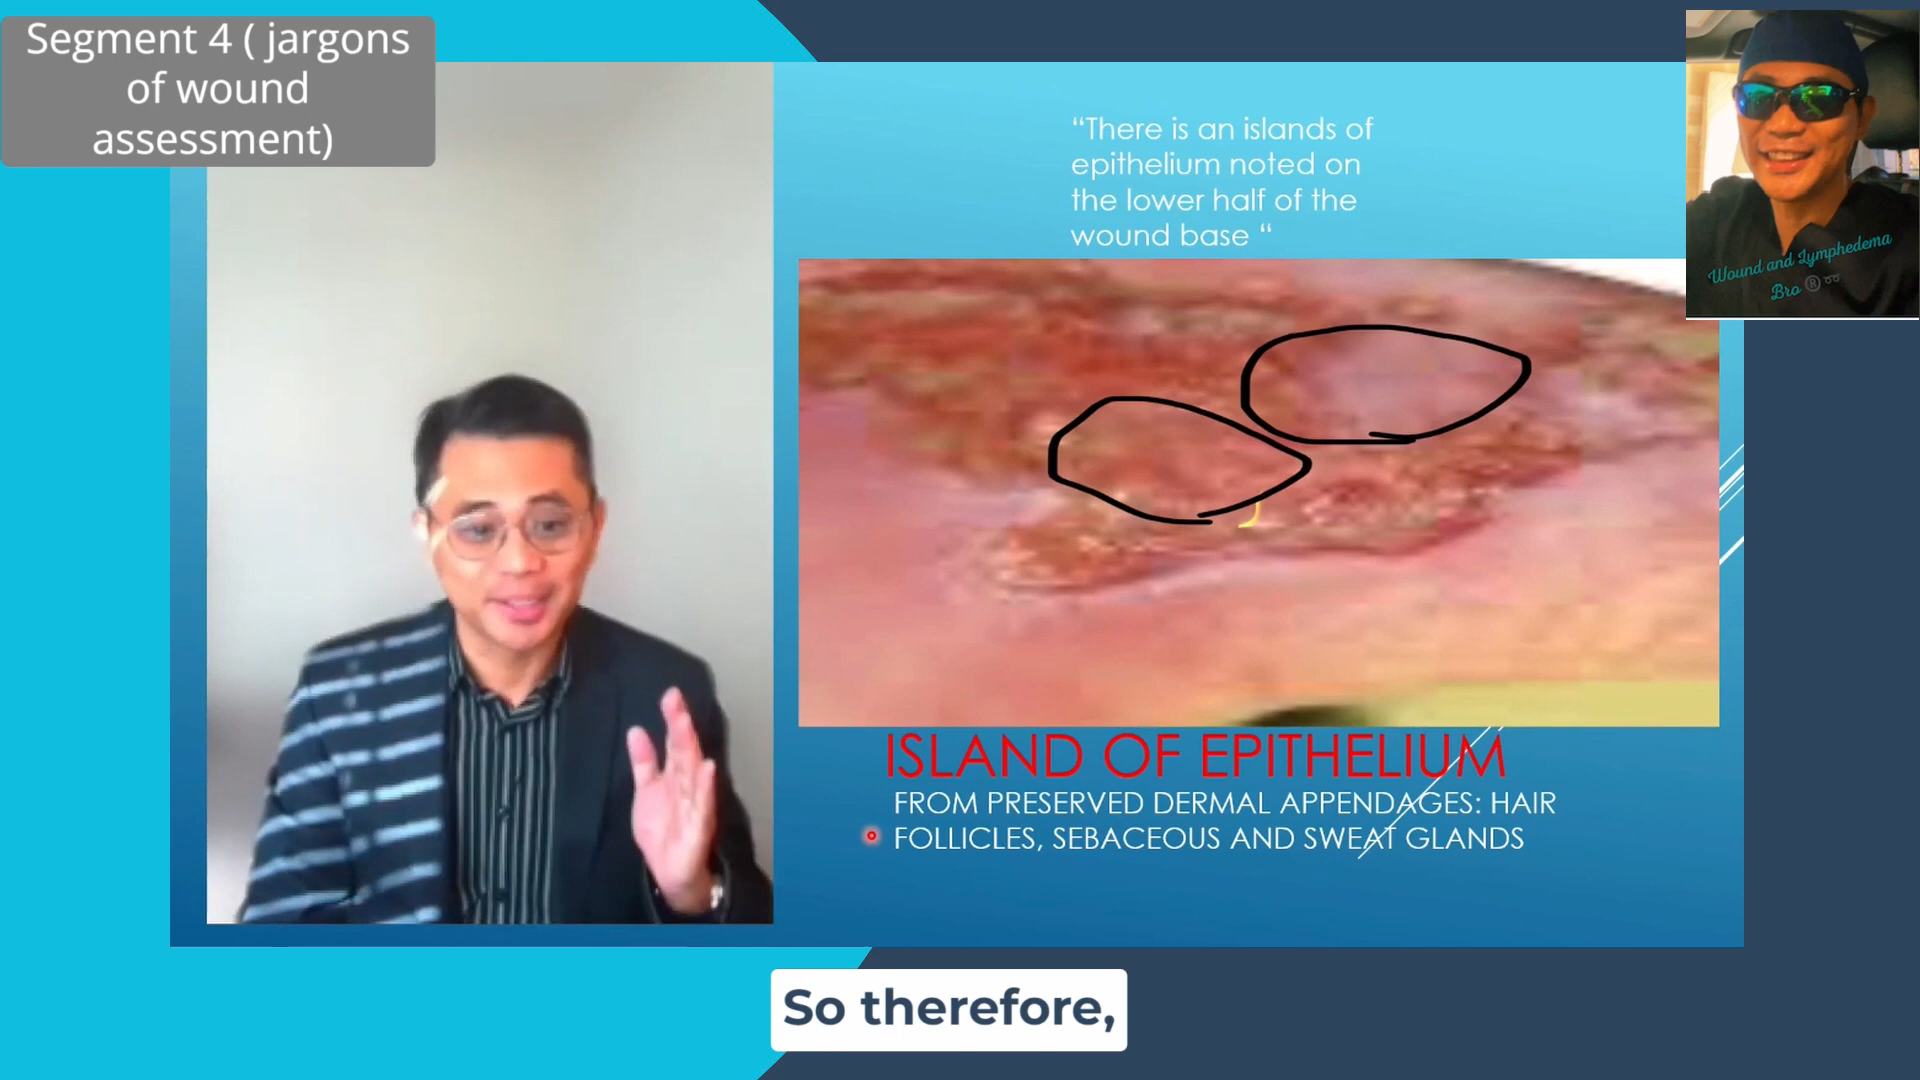 Segment 4 ( jargons
of wound
assessment)
“There is an islands of
epithelium noted on
the lower half of the
wound base “
Wound and Lymphedema
Bro ®
ISLAND OF EPITHELIUM
FROM PRESERVED DERMAL APPENDAGES: HAIR
FOLLICLES, SEBACEOUS AND SWEAT GLANDS
So therefore,